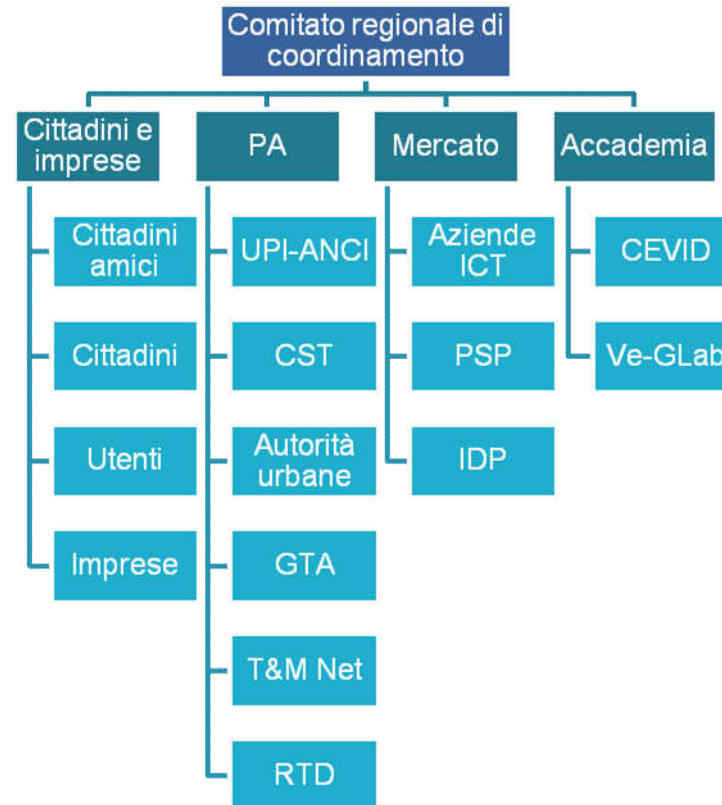 Comitato regionale di
coordinamento
Cittadini e
imprese
PA
Mercato
Accademia
Cittadini
amici
UPI-ANCI
Aziende
ICT
CEVID
Cittadini
CST
PSP
Ve-GLab
Utenti
Autorità
urbane
IDP
Imprese
GTA
T&M Net
RTD